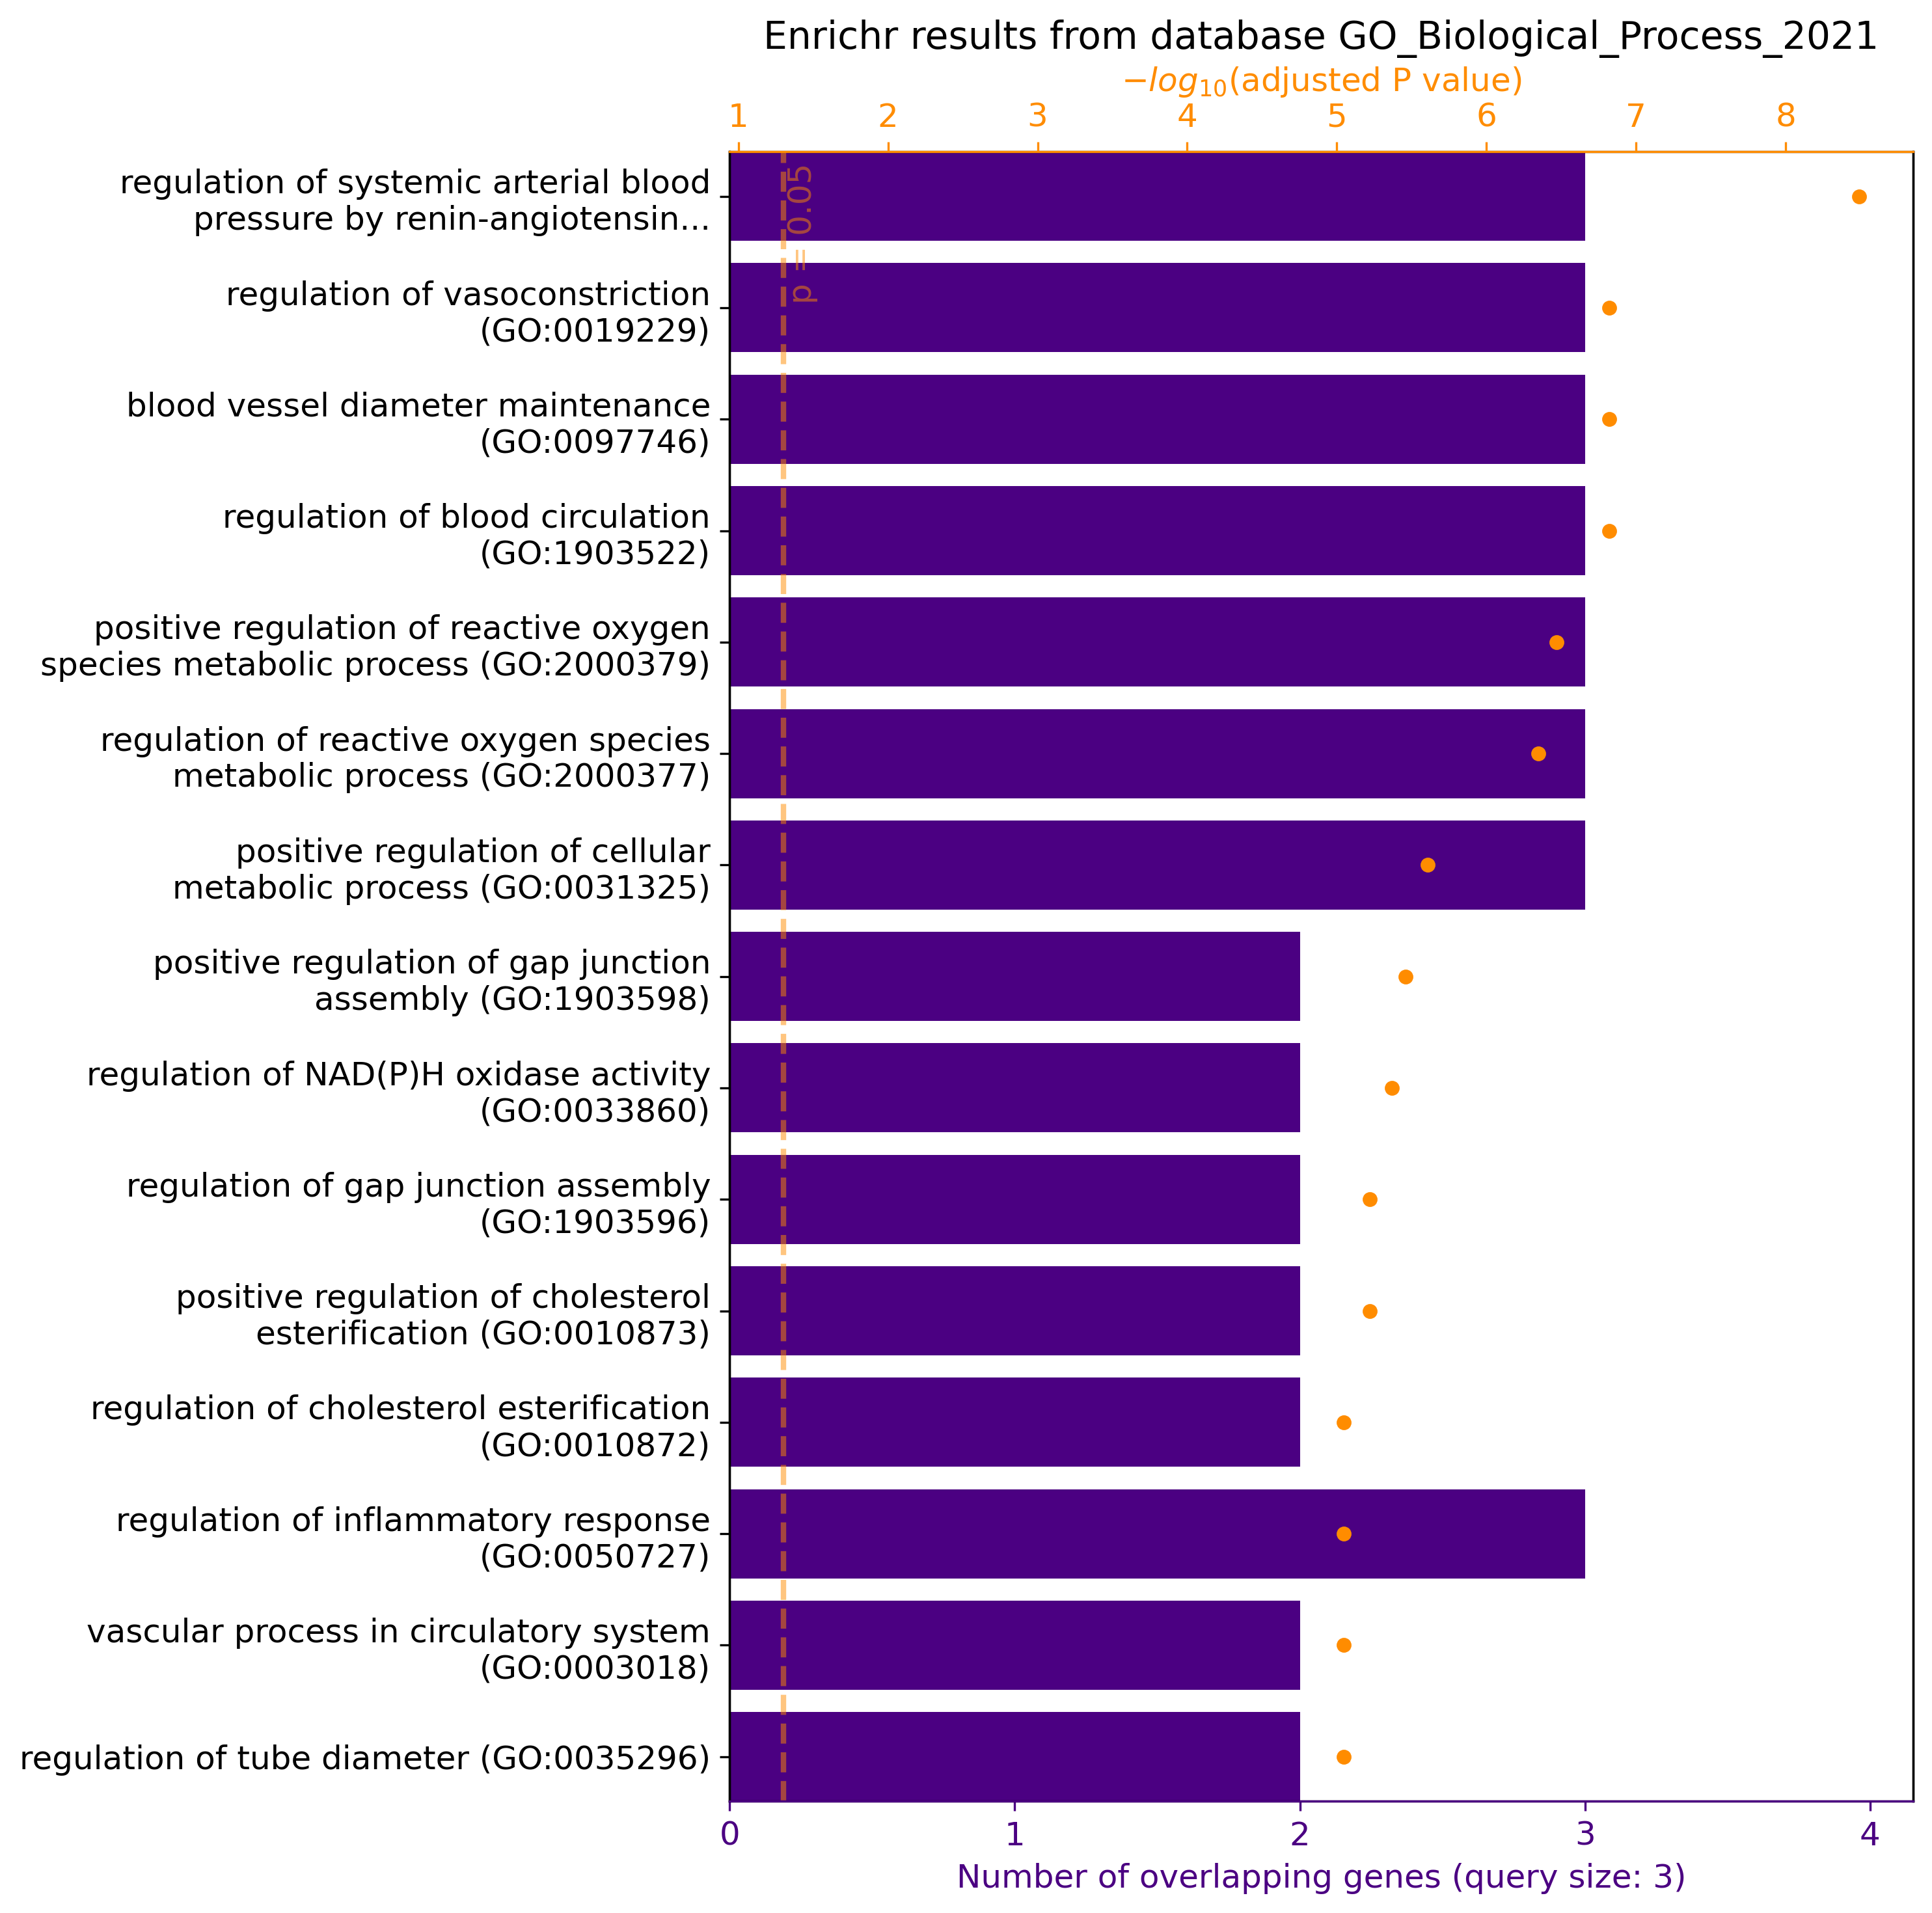 Enrichr results from database GO_Biological_Process_2021
−log₁₀(adjusted P value)
1 2 3 4 5 6 7 8
p = 0.05
regulation of systemic arterial blood
pressure by renin-angiotensin...
regulation of vasoconstriction
(GO:0019229)
blood vessel diameter maintenance
(GO:0097746)
regulation of blood circulation
(GO:1903522)
positive regulation of reactive oxygen
species metabolic process (GO:2000379)
regulation of reactive oxygen species
metabolic process (GO:2000377)
positive regulation of cellular
metabolic process (GO:0031325)
positive regulation of gap junction
assembly (GO:1903598)
regulation of NAD(P)H oxidase activity
(GO:0033860)
regulation of gap junction assembly
(GO:1903596)
positive regulation of cholesterol
esterification (GO:0010873)
regulation of cholesterol esterification
(GO:0010872)
regulation of inflammatory response
(GO:0050727)
vascular process in circulatory system
(GO:0003018)
regulation of tube diameter (GO:0035296)
0 1 2 3 4
Number of overlapping genes (query size: 3)